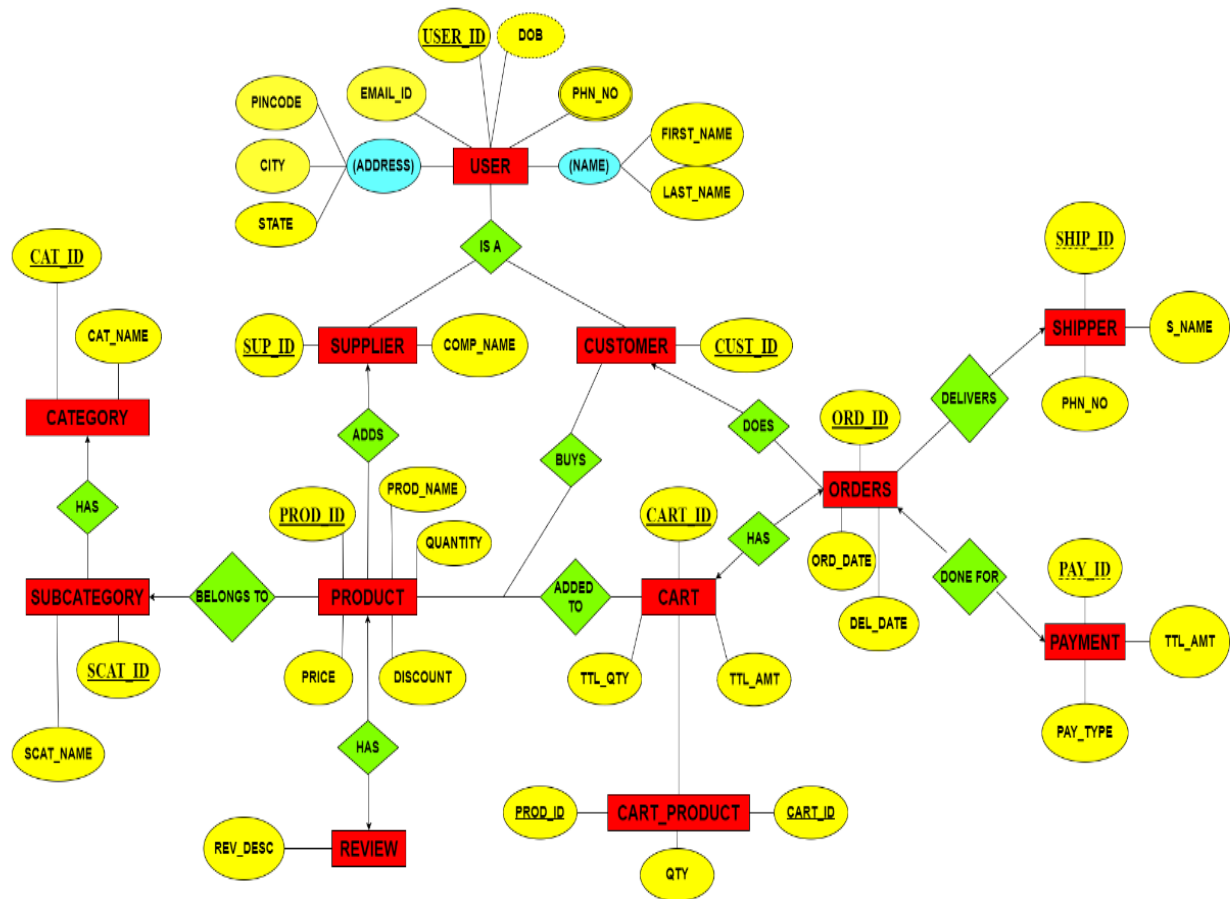 USER_ID
DOB
PINCODE
EMAIL_ID
PHN_NO
FIRST_NAME
CITY
(ADDRESS)
USER
(NAME)
LAST_NAME
STATE
IS A
CAT_ID
SHIP_ID
CAT_NAME
SUP_ID
SUPPLIER
COMP_NAME
CUSTOMER
CUST_ID
SHIPPER
S_NAME
CATEGORY
DELIVERS
PHN_NO
ADDS
BUYS
DOES
ORD_ID
HAS
PROD_ID
PROD_NAME
QUANTITY
CART_ID
ORDERS
HAS
ORD_DATE
DONE FOR
PAY_ID
SUBCATEGORY
BELONGS TO
PRODUCT
ADDED
TO
CART
DEL_DATE
PAYMENT
TTL_AMT
SCAT_ID
PRICE
DISCOUNT
TTL_QTY
TTL_AMT
SCAT_NAME
HAS
PAY_TYPE
REV_DESC
REVIEW
PROD_ID
CART_PRODUCT
CART_ID
QTY